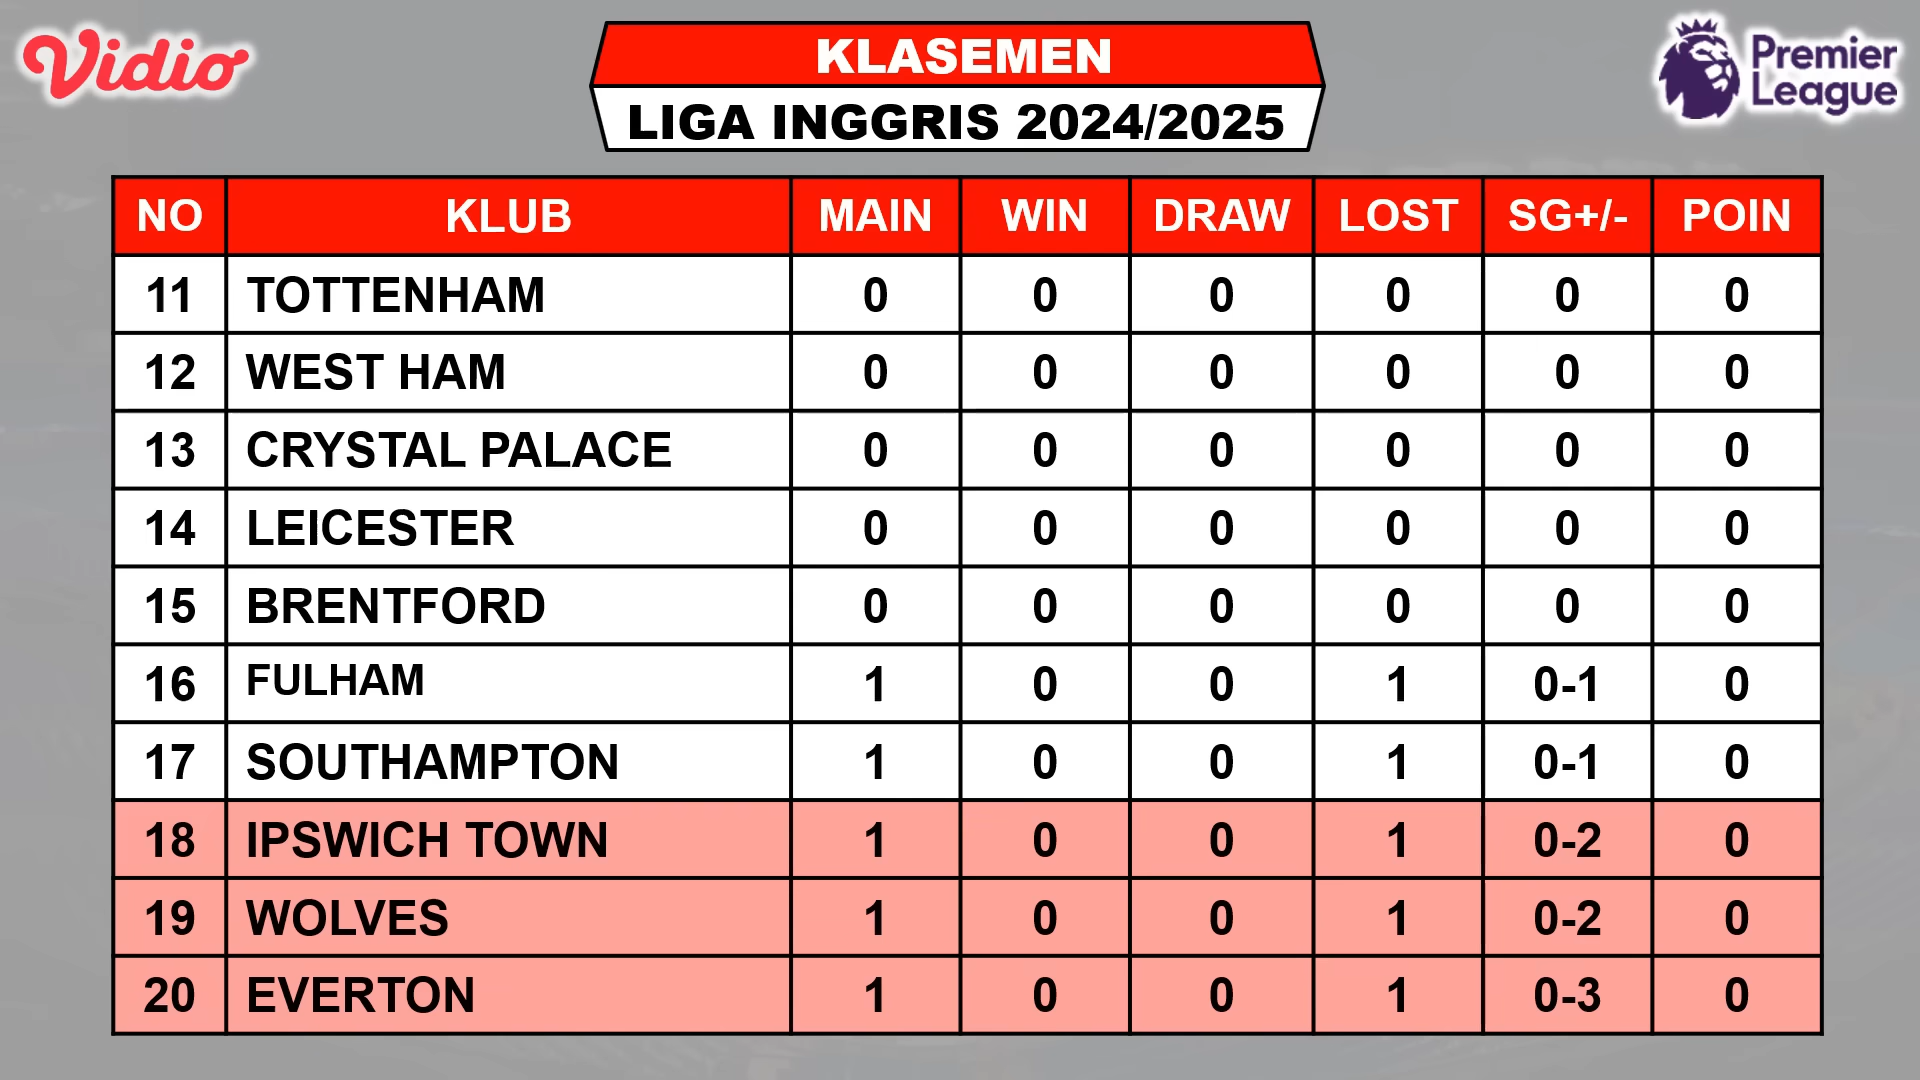 Vidio
KLASEMEN
LIGA INGGRIS 2024/2025
Premier
League
NO KLUB MAIN WIN DRAW LOST SG+/- POIN
11 TOTTENHAM 0 0 0 0 0 0
12 WEST HAM 0 0 0 0 0 0
13 CRYSTAL PALACE 0 0 0 0 0 0
14 LEICESTER 0 0 0 0 0 0
15 BRENTFORD 0 0 0 0 0 0
16 FULHAM 1 0 0 1 0-1 0
17 SOUTHAMPTON 1 0 0 1 0-1 0
18 IPSWICH TOWN 1 0 0 1 0-2 0
19 WOLVES 1 0 0 1 0-2 0
20 EVERTON 1 0 0 1 0-3 0